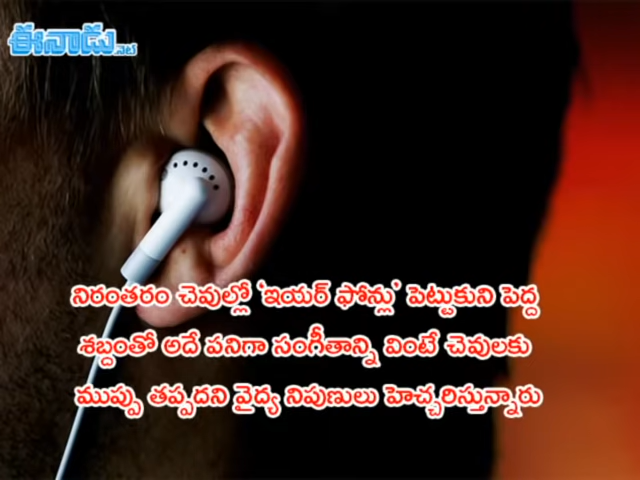 ఈనాడు.నెట్
నిరంతరం చెవుల్లో 'ఇయర్ ఫోన్లు' పెట్టుకుని పెద్ద
శబ్దంతో అదే పనిగా సంగీతాన్ని వింటే చెవులకు
ముప్పు తప్పదని వైద్య నిపుణులు హెచ్చరిస్తున్నారు